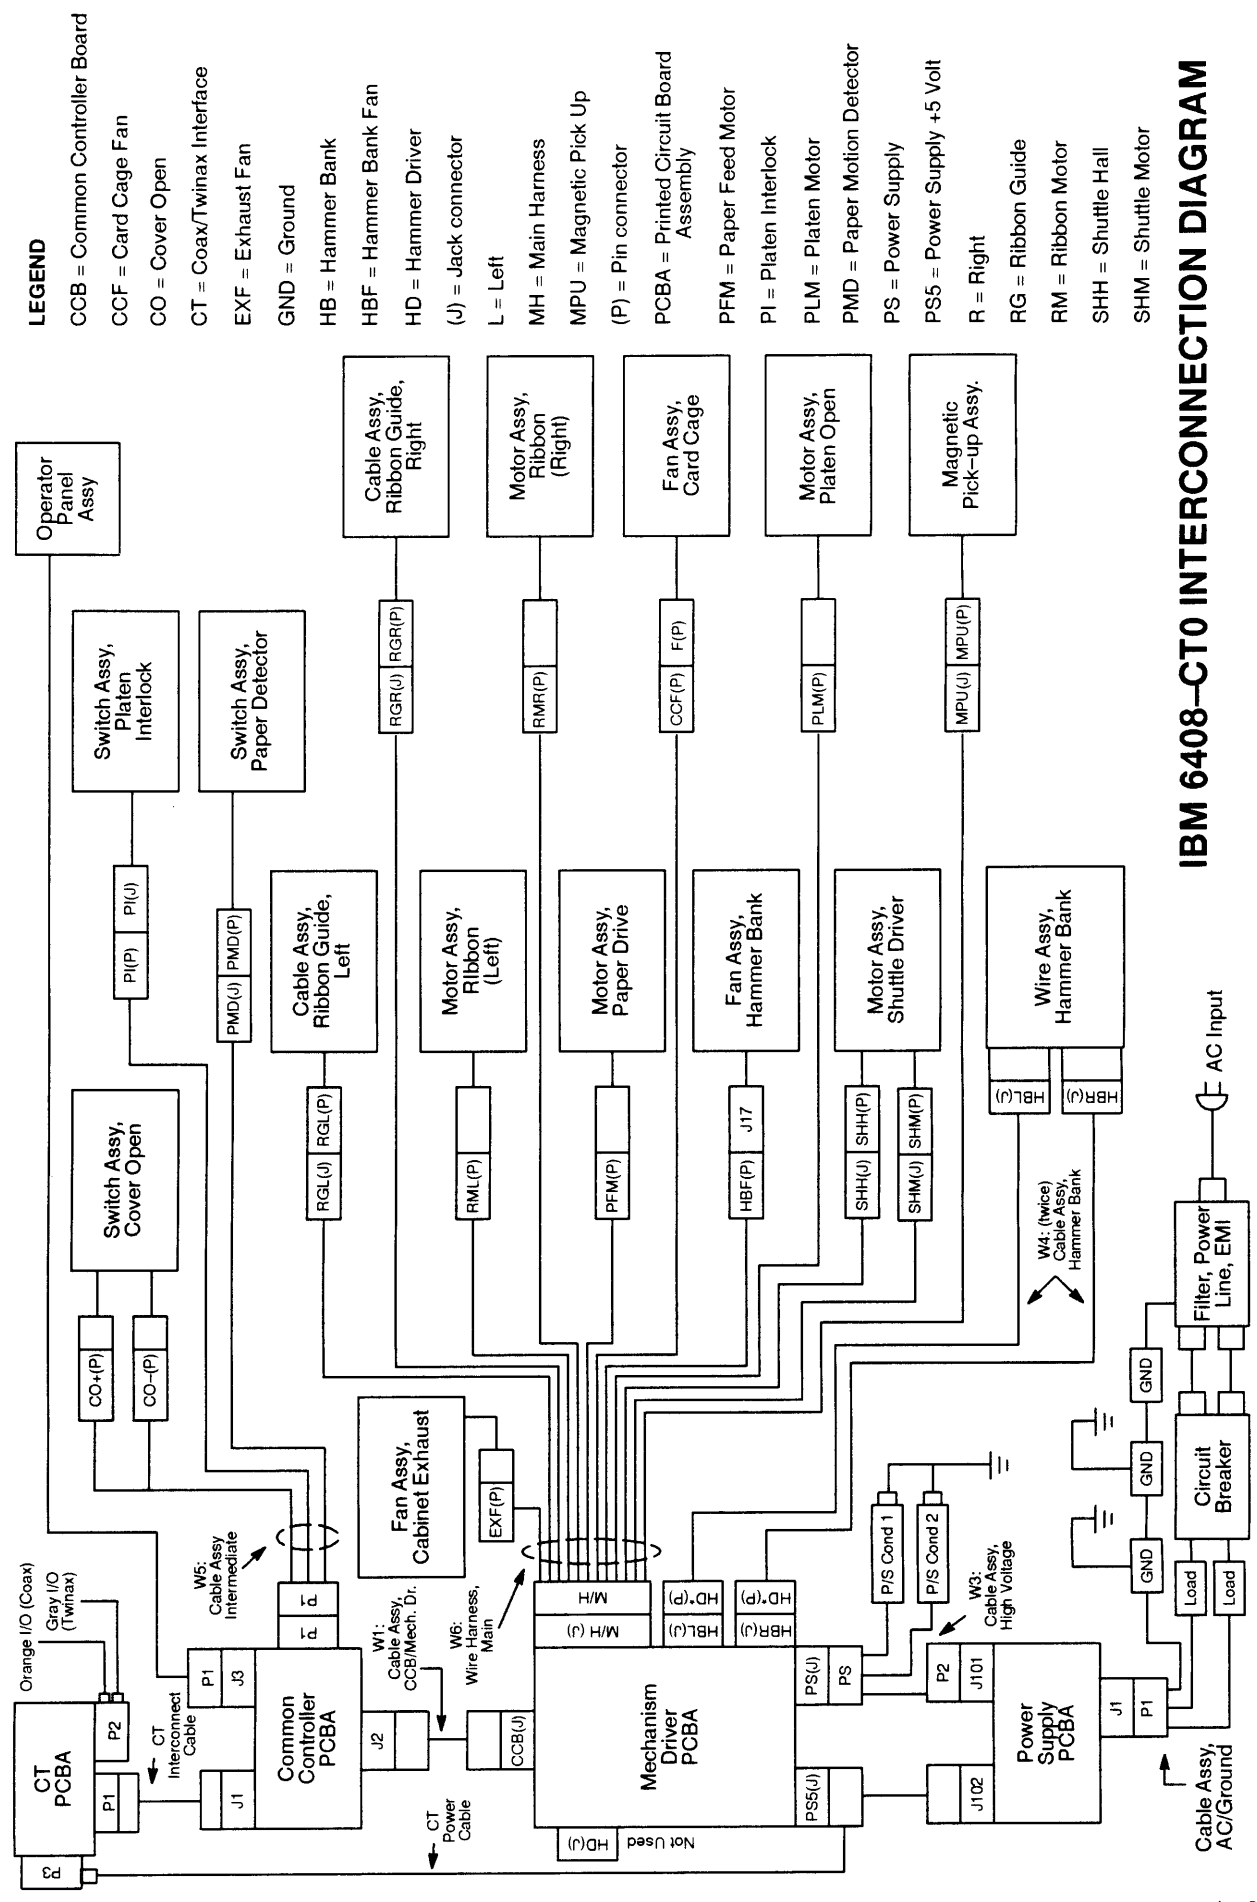 Operator
Panel
Assy
Switch Assy,
Platen
Interlock
PI(P)
PI(J)
Switch Assy,
Paper Detector
PMD(J)
PMD(P)
Switch Assy,
Cover Open
CO+(P)
CO–(P)
Cable Assy,
Ribbon Guide,
Left
RGL(J)
RGL(P)
Cable Assy,
Ribbon Guide,
Right
RGR(J)
RGR(P)
Motor Assy,
RIbbon
(Left)
RML(P)
Motor Assy,
Ribbon
(Right)
RMR(P)
Motor Assy,
Paper Drive
PFM(P)
Fan Assy,
Card Cage
CCF(P)
F(P)
Fan Assy,
Hammer Bank
HBF(P)
J17
Motor Assy,
Platen Open
PLM(P)
Motor Assy,
Shuttle Driver
SHH(J)
SHH(P)
SHM(J)
SHM(P)
Magnetic
Pick–up Assy.
MPU(J)
MPU(P)
Wire Assy,
Hammer Bank
HBL(J)
HBR(J)
W4: (twice)
Cable Assy,
Hammer Bank
Fan Assy,
Cabinet Exhaust
EXF(P)
Orange I/O (Coax)
Gray I/O
(Twinax)
CT
PCBA
P1
P2
P3
CT
Interconnect
Cable
W5:
Cable Assy
Intermediate
P1
J3
P1
P1
J1
Common
Controller
PCBA
J2
W1:
Cable Assy,
CCB/Mech. Dr.
CT
Power
Cable
W6:
Wire Harness,
Main
CCB(J)
M/H
M/H (J)
HD*(P)
HBL(J)
HD*(P)
HBR(J)
Mechanism
Driver
PCBA
HD(J)
Not Used
PS(J)
PS
PS5(J)
P/S Cond 1
P/S Cond 2
W3:
Cable Assy,
High Voltage
P2
J101
J102
Power
Supply
PCBA
J1
P1
Cable Assy,
AC/Ground
GND
GND
GND
Load
Load
Circuit
Breaker
Filter, Power
Line, EMI
AC Input
LEGEND
CCB = Common Controller Board
CCF = Card Cage Fan
CO = Cover Open
CT = Coax/Twinax Interface
EXF = Exhaust Fan
GND = Ground
HB = Hammer Bank
HBF = Hammer Bank Fan
HD = Hammer Driver
(J) = Jack connector
L = Left
MH = Main Harness
MPU = Magnetic Pick Up
(P) = Pin connector
PCBA = Printed Circuit Board
Assembly
PFM = Paper Feed Motor
PI = Platen Interlock
PLM = Platen Motor
PMD = Paper Motion Detector
PS = Power Supply
PS5 = Power Supply +5 Volt
R = Right
RG = Ribbon Guide
RM = Ribbon Motor
SHH = Shuttle Hall
SHM = Shuttle Motor
IBM 6408–CT0 INTERCONNECTION DIAGRAM